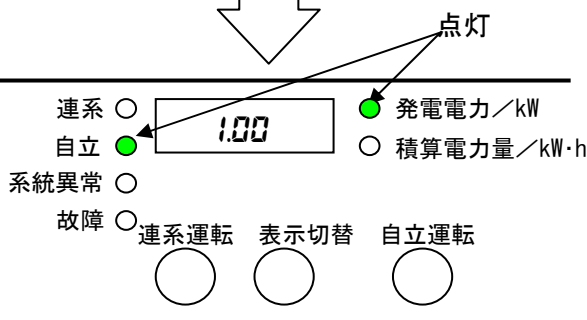 点灯
連系
1.00
発電電力／kW
自立
積算電力量／kW·h
系統異常
故障
連系運転 表示切替 自立運転